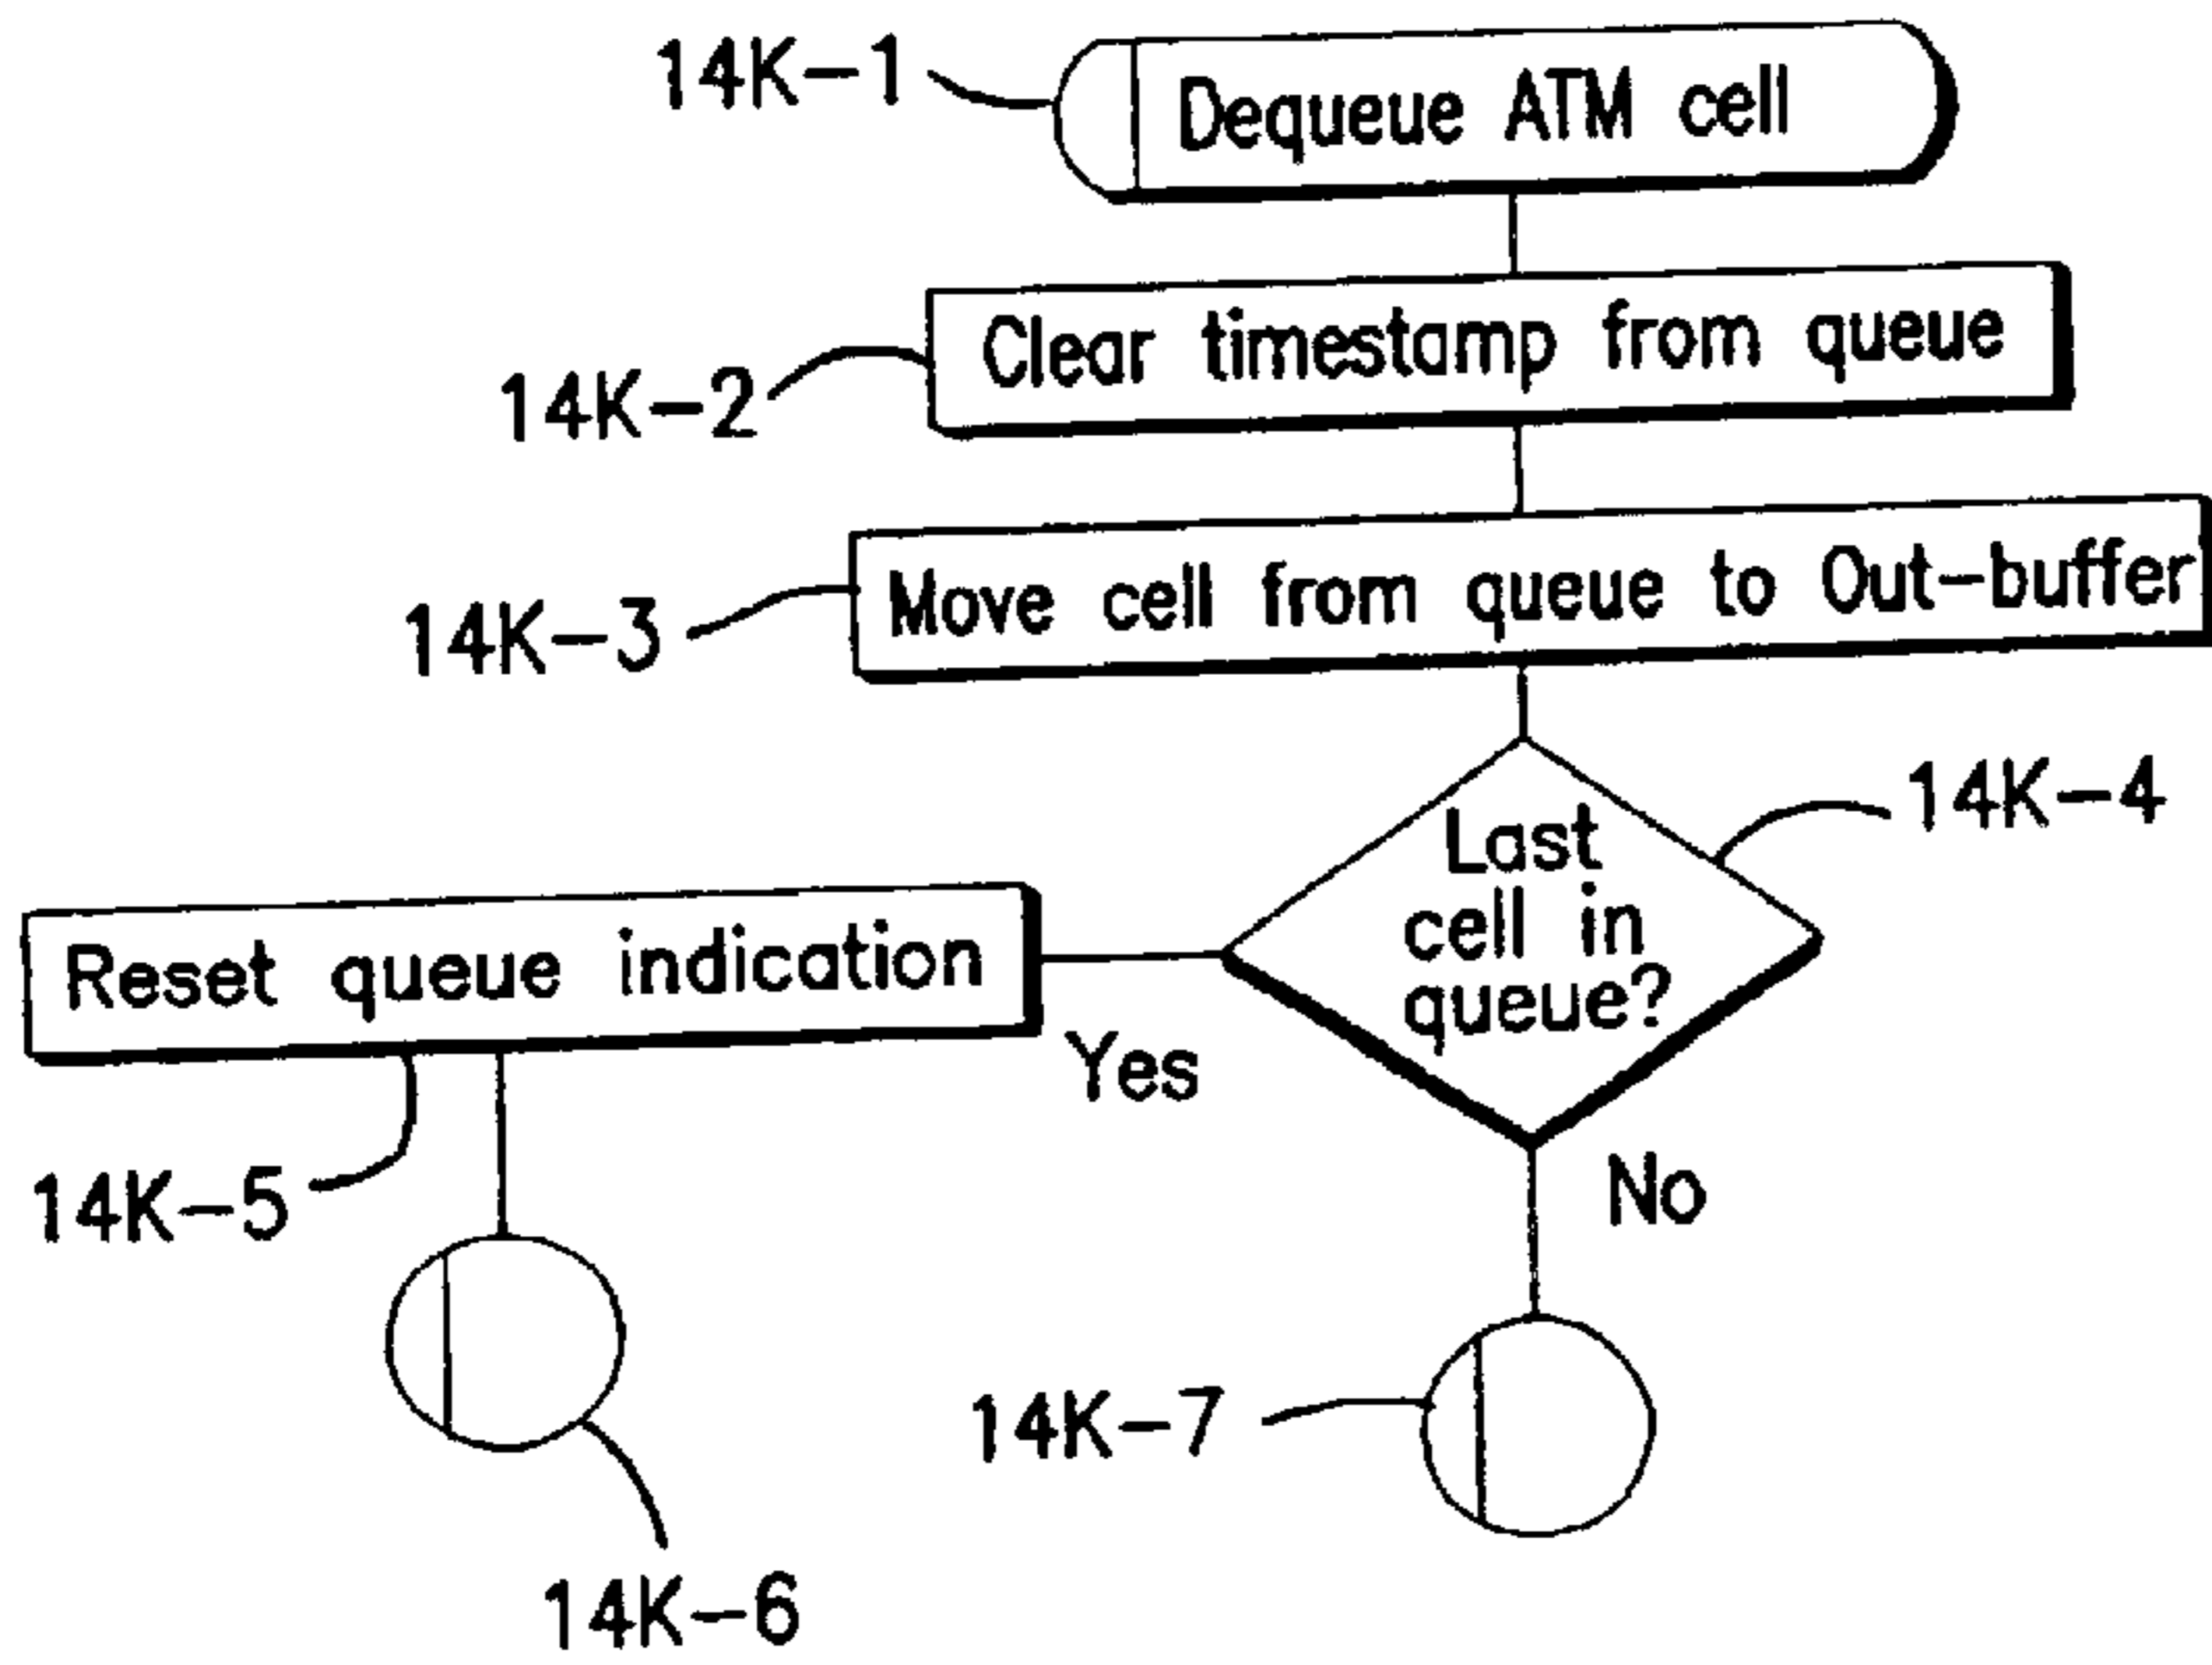 14K-1
Dequeue ATM cell
14K-2
Clear timestamp from queue
14K-3
Move cell from queue to Out-buffer
14K-4
Last
cell in
queue?
Reset queue indication
Yes
No
14K-5
14K-7
14K-6